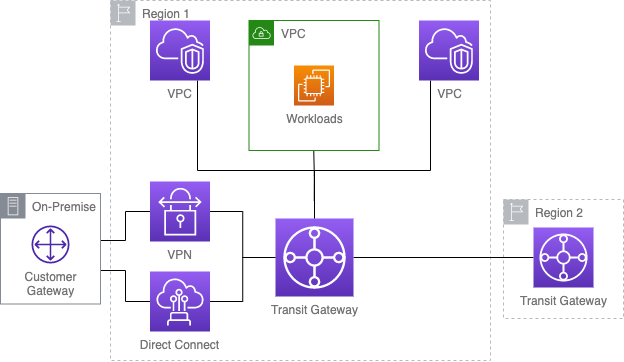 Region 1
VPC
VPC
VPC
Workloads
On-Premise
Customer
Gateway
VPN
Direct Connect
Transit Gateway
Region 2
Transit Gateway